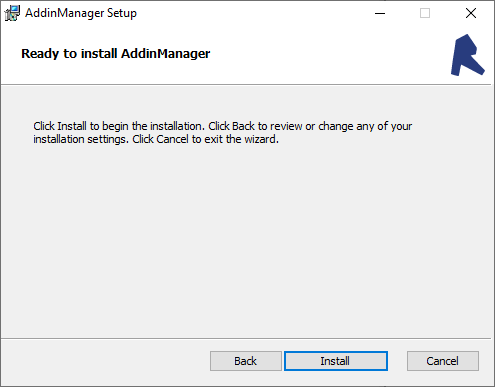 AddinManager Setup
Ready to install AddinManager
Click Install to begin the installation. Click Back to review or change any of your
installation settings. Click Cancel to exit the wizard.
Back Install Cancel